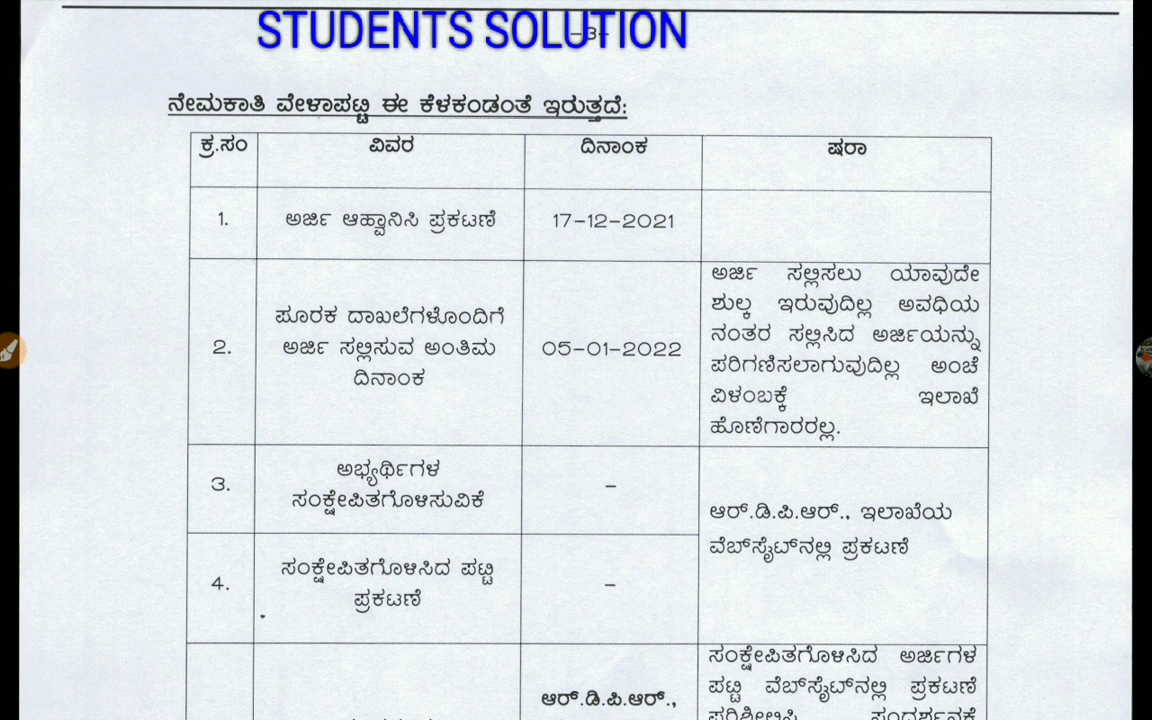 STUDENTS SOLUTION
-3-
ನೇಮಕಾತಿ ವೇಳಾಪಟ್ಟಿ ಈ ಕೆಳಕಂಡಂತೆ ಇರುತ್ತದೆ:
ಕ್ರ.ಸಂ ವಿವರ ದಿನಾಂಕ ಷರಾ
1. ಅರ್ಜಿ ಆಹ್ವಾನಿಸಿ ಪ್ರಕಟಣೆ 17-12-2021
ಅರ್ಜಿ ಸಲ್ಲಿಸಲು ಯಾವುದೇ
ಶುಲ್ಕ ಇರುವುದಿಲ್ಲ ಅವಧಿಯ
ನಂತರ ಸಲ್ಲಿಸಿದ ಅರ್ಜಿಯನ್ನು
ಪರಿಗಣಿಸಲಾಗುವುದಿಲ್ಲ ಅಂಚೆ
ವಿಳಂಬಕ್ಕೆ ಇಲಾಖೆ
ಹೊಣೆಗಾರರಲ್ಲ.
ಪೂರಕ ದಾಖಲೆಗಳೊಂದಿಗೆ
2. ಅರ್ಜಿ ಸಲ್ಲಿಸುವ ಅಂತಿಮ 05-01-2022
ದಿನಾಂಕ
ಅಭ್ಯರ್ಥಿಗಳ
3. –
ಸಂಕ್ಷೇಪಿತಗೊಳಿಸುವಿಕೆ
ಆರ್.ಡಿ.ಪಿ.ಆರ್., ಇಲಾಖೆಯ
ವೆಬ್‌ಸೈಟ್‌ನಲ್ಲಿ ಪ್ರಕಟಣೆ
ಸಂಕ್ಷೇಪಿತಗೊಳಿಸಿದ ಪಟ್ಟಿ
4. –
ಪ್ರಕಟಣೆ
ಸಂಕ್ಷೇಪಿತಗೊಳಿಸಿದ ಅರ್ಜಿಗಳ
ಪಟ್ಟಿ ವೆಬ್‌ಸೈಟ್‌ನಲ್ಲಿ ಪ್ರಕಟಣೆ
ಆರ್.ಡಿ.ಪಿ.ಆರ್.,